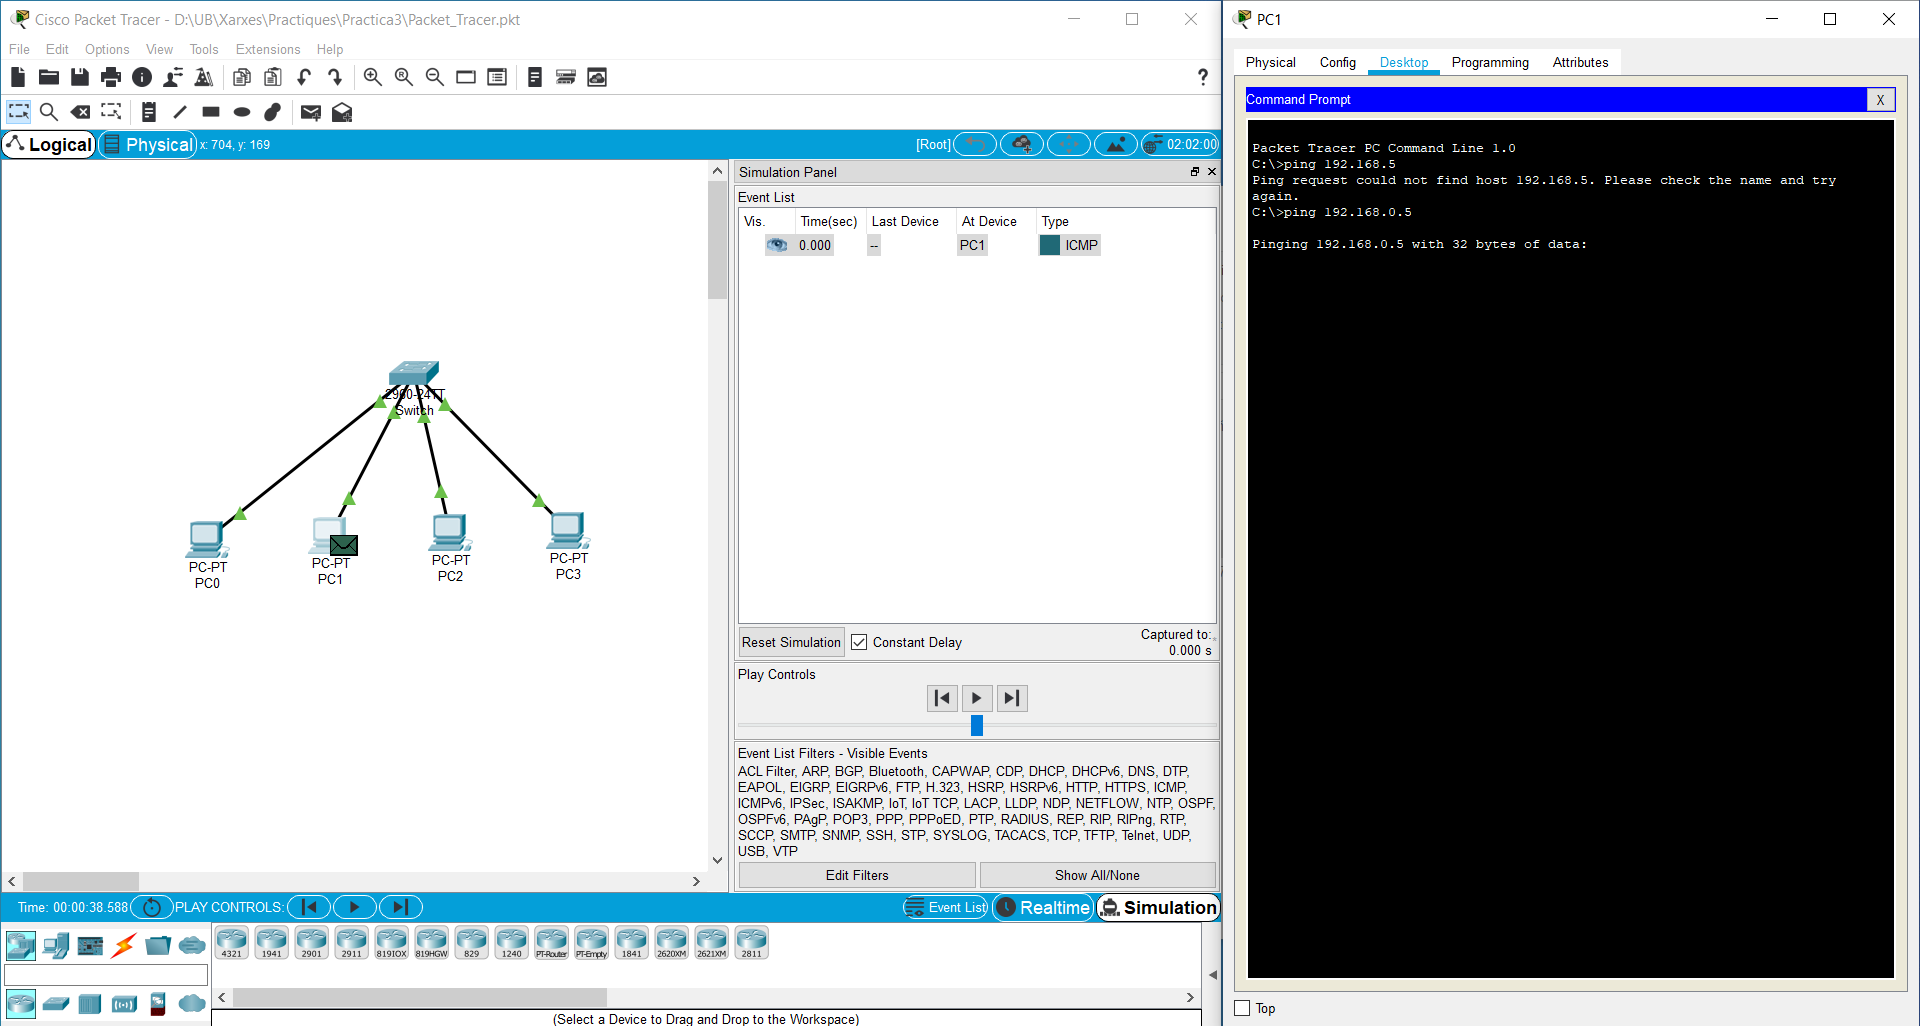 Cisco Packet Tracer - D:\UB\Xarxes\Practiques\Practica3\Packet_Tracer.pkt
File Edit Options View Tools Extensions Help
?
Logical Physical x: 704, y: 169 [Root] 02:02:00
2960-24TT
Switch
PC-PT
PC0
PC-PT
PC1
PC-PT
PC2
PC-PT
PC3
Simulation Panel
Event List
Vis. Time(sec) Last Device At Device Type
0.000 -- PC1 ICMP
Reset Simulation Constant Delay Captured to:*
0.000 s
Play Controls
Event List Filters - Visible Events
ACL Filter, ARP, BGP, Bluetooth, CAPWAP, CDP, DHCP, DHCPv6, DNS, DTP,
EAPOL, EIGRP, EIGRPv6, FTP, H.323, HSRP, HSRPv6, HTTP, HTTPS, ICMP,
ICMPv6, IPSec, ISAKMP, IoT, IoT TCP, LACP, LLDP, NDP, NETFLOW, NTP, OSPF,
OSPFv6, PAgP, POP3, PPP, PPPoED, PTP, RADIUS, REP, RIP, RIPng, RTP,
SCCP, SMTP, SNMP, SSH, STP, SYSLOG, TACACS, TCP, TFTP, Telnet, UDP,
USB, VTP
Edit Filters Show All/None
Time: 00:00:38.588 PLAY CONTROLS: Event List Realtime Simulation
4321 1941 2901 2911 819IOX 819HGW 829 1240 PT-Router PT-Empty 1841 2620XM 2621XM 2811
(Select a Device to Drag and Drop to the Workspace)
PC1
Physical Config Desktop Programming Attributes
Command Prompt X
Packet Tracer PC Command Line 1.0
C:\>ping 192.168.5
Ping request could not find host 192.168.5. Please check the name and try
again.
C:\>ping 192.168.0.5
Pinging 192.168.0.5 with 32 bytes of data:
Top